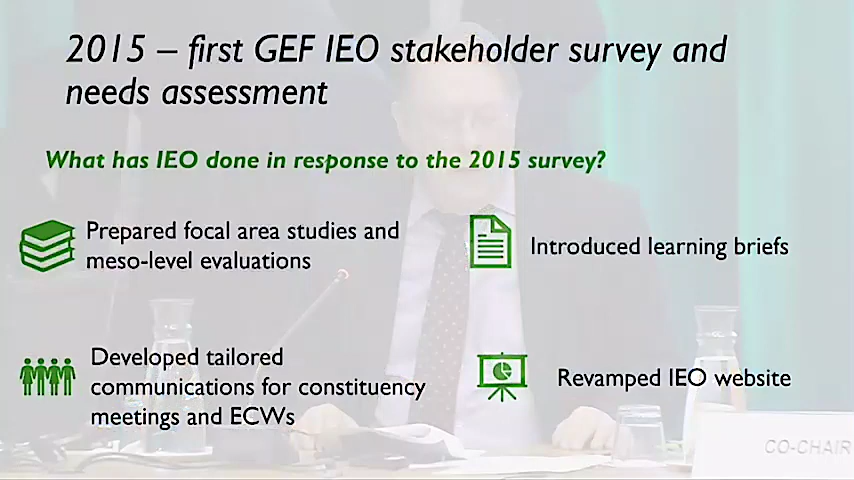 2015 – first GEF IEO stakeholder survey and
needs assessment
What has IEO done in response to the 2015 survey?
Prepared focal area studies and
meso-level evaluations
Introduced learning briefs
Developed tailored
communications for constituency
meetings and ECWs
Revamped IEO website
CO-CHAIR